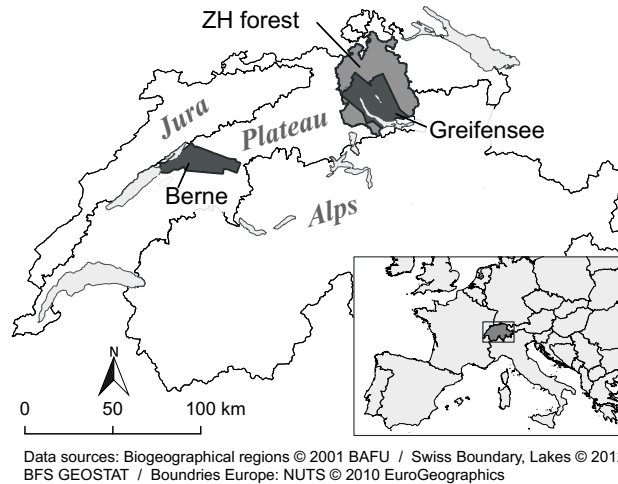 ZH forest
Jura
Plateau
Greifensee
Berne
Alps
N
0 50 100 km
Data sources: Biogeographical regions © 2001 BAFU / Swiss Boundary, Lakes ©
BFS GEOSTAT / Boundries Europe: NUTS © 2010 EuroGeographics